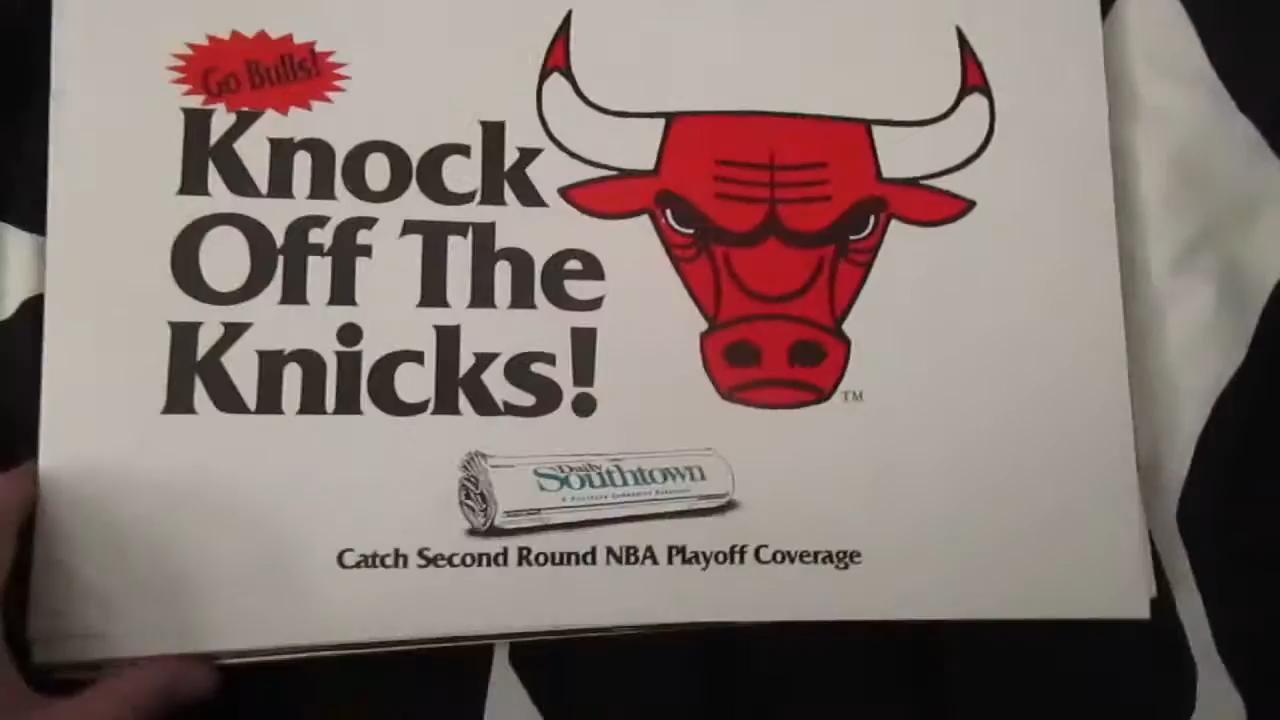 Go Bulls!
Knock
Off The
Knicks!
TM
Daily
Southtown
Catch Second Round NBA Playoff Coverage